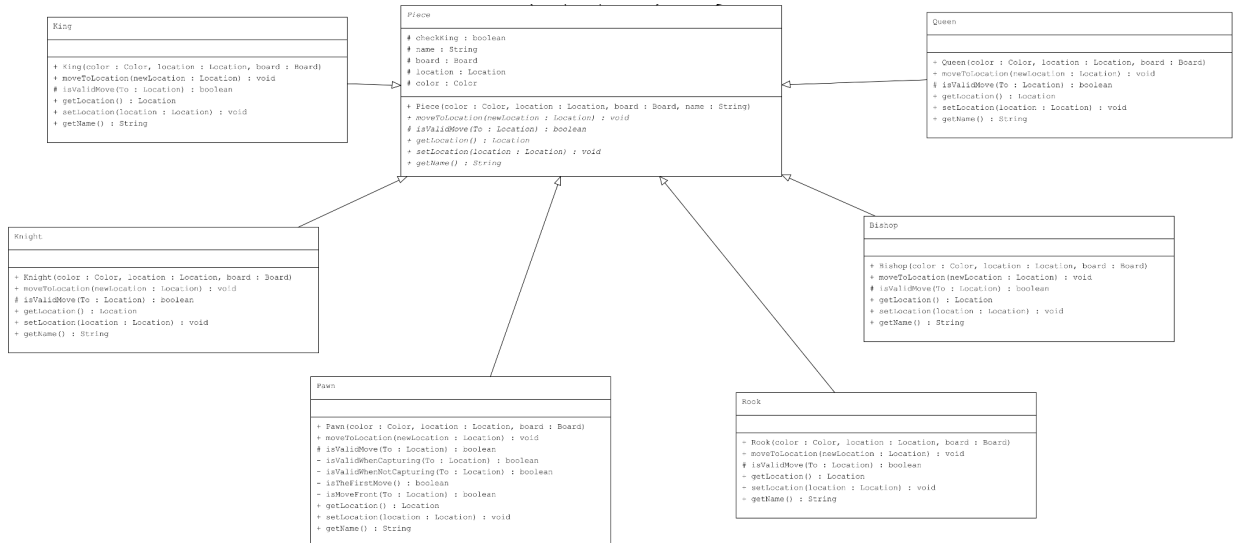 King
+ King(color : Color, location : Location, board : Board)
+ moveToLocation(newLocation : Location) : void
# isValidMove(To : Location) : boolean
+ getLocation() : Location
+ setLocation(location : Location) : void
+ getName() : String
Piece
# checkKing : boolean
# name : String
# board : Board
# location : Location
# color : Color
+ Piece(color : Color, location : Location, board : Board, name : String)
+ moveToLocation(newLocation : Location) : void
# isValidMove(To : Location) : boolean
+ getLocation() : Location
+ setLocation(location : Location) : void
+ getName() : String
Queen
+ Queen(color : Color, location : Location, board : Board)
+ moveToLocation(newLocation : Location) : void
# isValidMove(To : Location) : boolean
+ getLocation() : Location
+ setLocation(location : Location) : void
+ getName() : String
Knight
+ Knight(color : Color, location : Location, board : Board)
+ moveToLocation(newLocation : Location) : void
# isValidMove(To : Location) : boolean
+ getLocation() : Location
+ setLocation(location : Location) : void
+ getName() : String
Bishop
+ Bishop(color : Color, location : Location, board : Board)
+ moveToLocation(newLocation : Location) : void
# isValidMove(To : Location) : boolean
+ getLocation() : Location
+ setLocation(location : Location) : void
+ getName() : String
Pawn
+ Pawn(color : Color, location : Location, board : Board)
+ moveToLocation(newLocation : Location) : void
# isValidMove(To : Location) : boolean
- isValidWhenCapturing(To : Location) : boolean
- isValidWhenNotCapturing(To : Location) : boolean
- isTheFirstMove() : boolean
- isMoveFront(To : Location) : boolean
+ getLocation() : Location
+ setLocation(location : Location) : void
+ getName() : String
Rook
+ Rook(color : Color, location : Location, board : Board)
+ moveToLocation(newLocation : Location) : void
# isValidMove(To : Location) : boolean
+ getLocation() : Location
+ setLocation(location : Location) : void
+ getName() : String